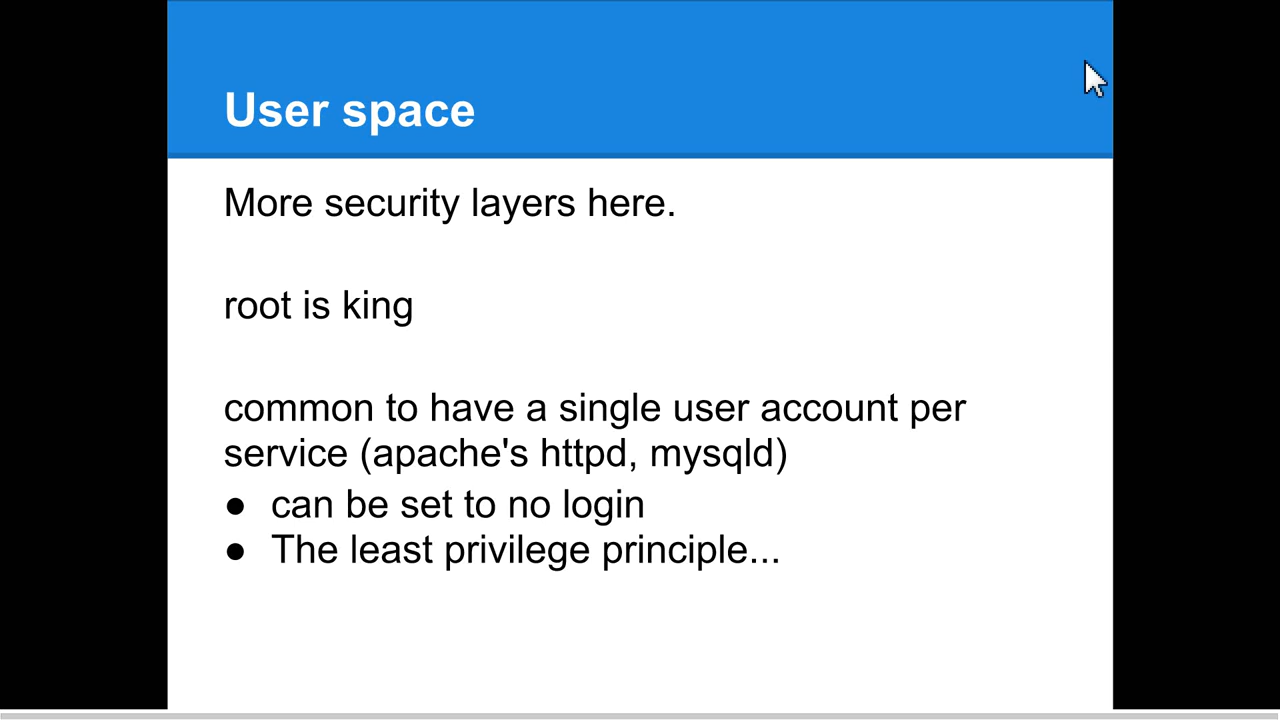 User space
More security layers here.
root is king
common to have a single user account per
service (apache's httpd, mysqld)
● can be set to no login
● The least privilege principle...